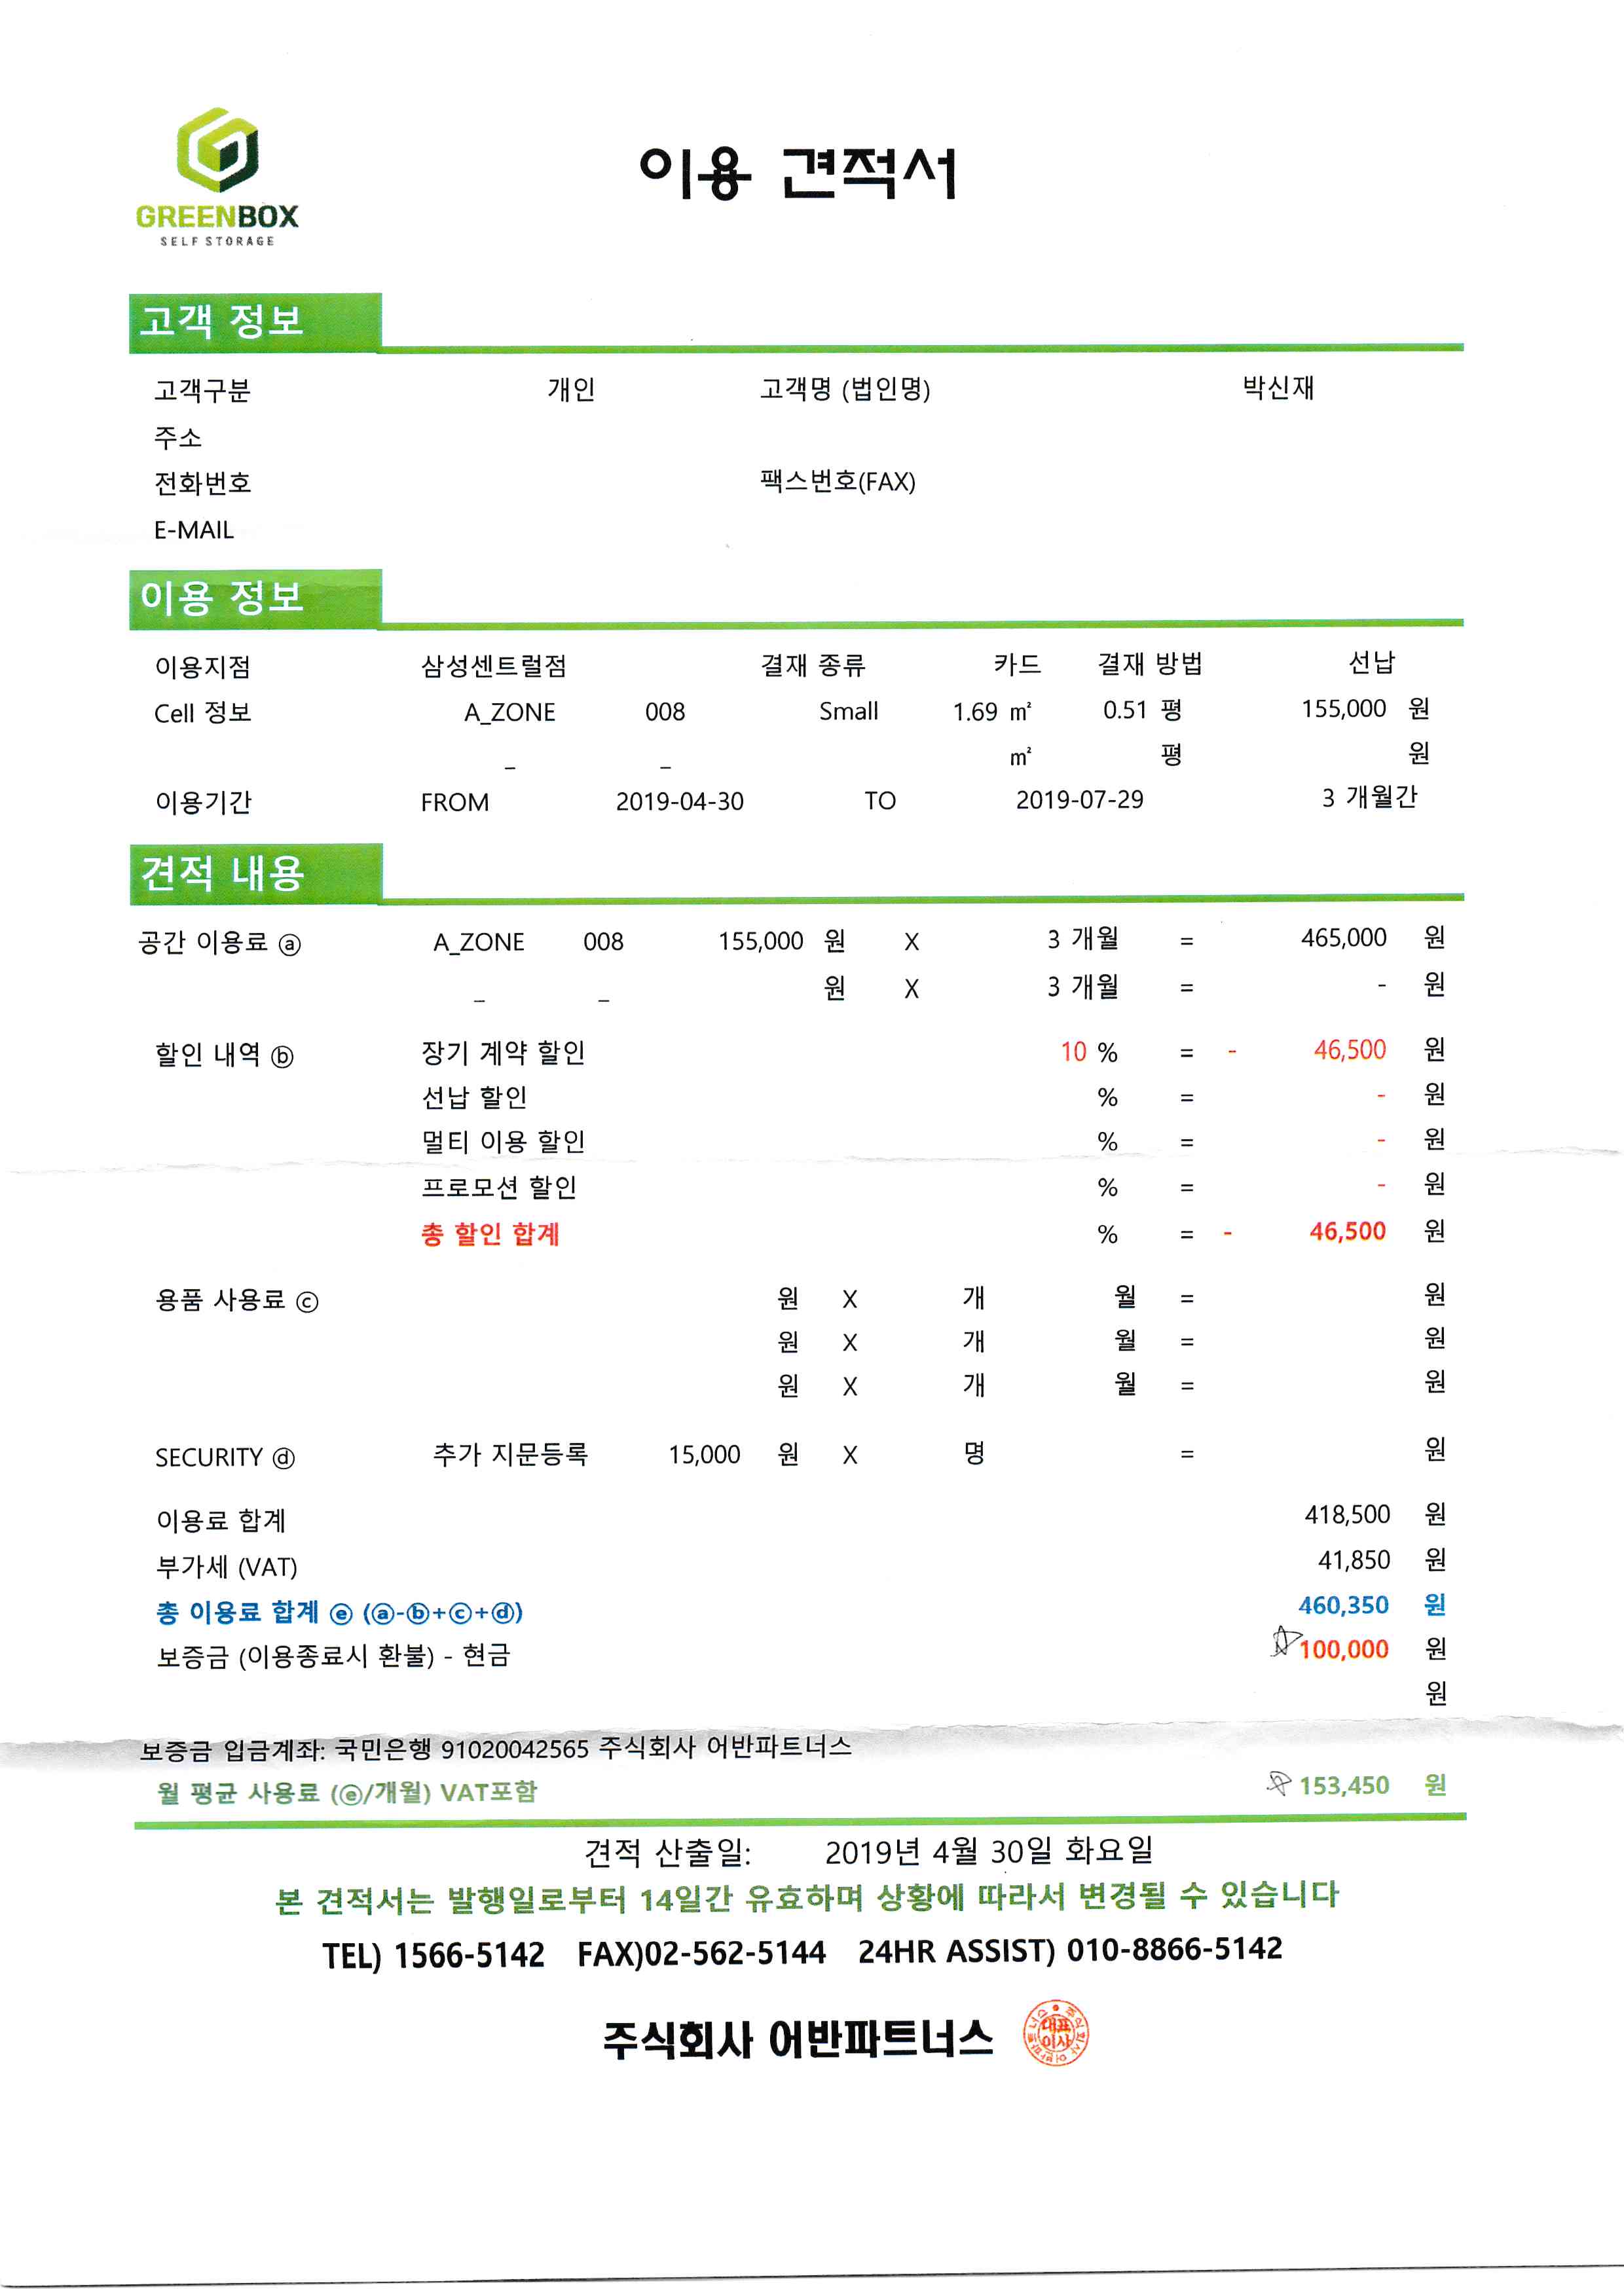 GREENBOX
SELF STORAGE
이용 견적서
고객 정보
고객구분 개인 고객명 (법인명) 박신재
주소
전화번호 팩스번호(FAX)
E-MAIL
이용 정보
이용지점 삼성센트럴점 결재 종류 카드 결재 방법 선납
Cell 정보 A_ZONE 008 Small 1.69 ㎡ 0.51 평 155,000 원
_ _ ㎡ 평 원
이용기간 FROM 2019-04-30 TO 2019-07-29 3 개월간
견적 내용
공간 이용료 ⓐ A_ZONE 008 155,000 원 X 3 개월 = 465,000 원
_ _ 원 X 3 개월 = - 원
할인 내역 ⓑ 장기 계약 할인 10 % = - 46,500 원
선납 할인 % = - 원
멀티 이용 할인 % = - 원
프로모션 할인 % = - 원
총 할인 합계 % = - 46,500 원
용품 사용료 ⓒ 원 X 개 월 = 원
원 X 개 월 = 원
원 X 개 월 = 원
SECURITY ⓓ 추가 지문등록 15,000 원 X 명 = 원
이용료 합계 418,500 원
부가세 (VAT) 41,850 원
총 이용료 합계 ⓔ (ⓐ-ⓑ+ⓒ+ⓓ) 460,350 원
보증금 (이용종료시 환불) - 현금 100,000 원
원
보증금 입금계좌: 국민은행 91020042565 주식회사 어반파트너스
월 평균 사용료 (ⓔ/개월) VAT포함 153,450 원
견적 산출일: 2019년 4월 30일 화요일
본 견적서는 발행일로부터 14일간 유효하며 상황에 따라서 변경될 수 있습니다
TEL) 1566-5142 FAX)02-562-5144 24HR ASSIST) 010-8866-5142
주식회사 어반파트너스
대표
이사